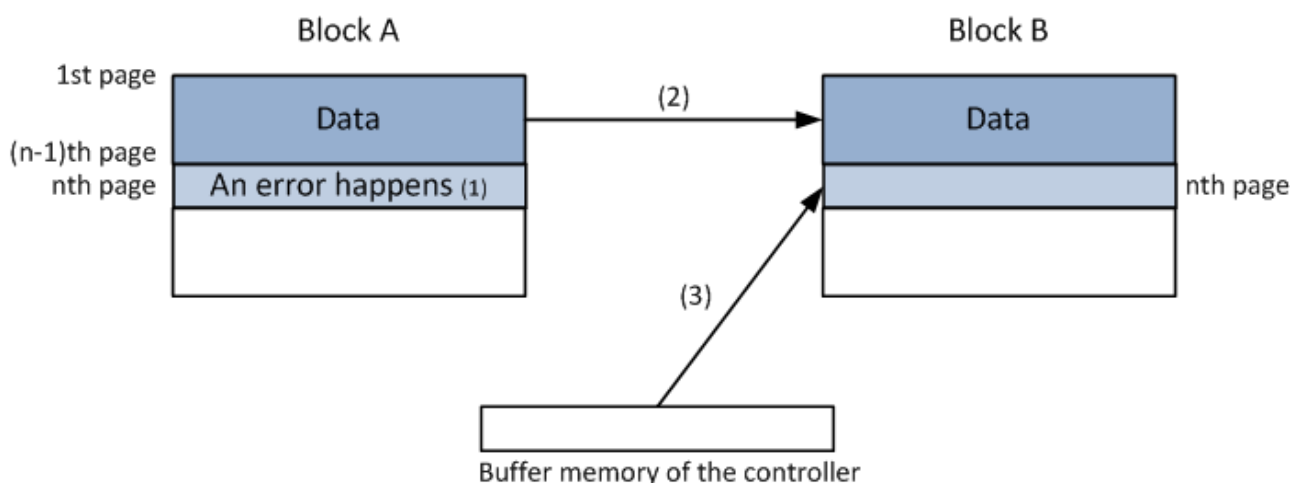 Block A
Block B
1st page
Data
(2)
Data
(n-1)th page
nth page
An error happens (1)
nth page
(3)
Buffer memory of the controller